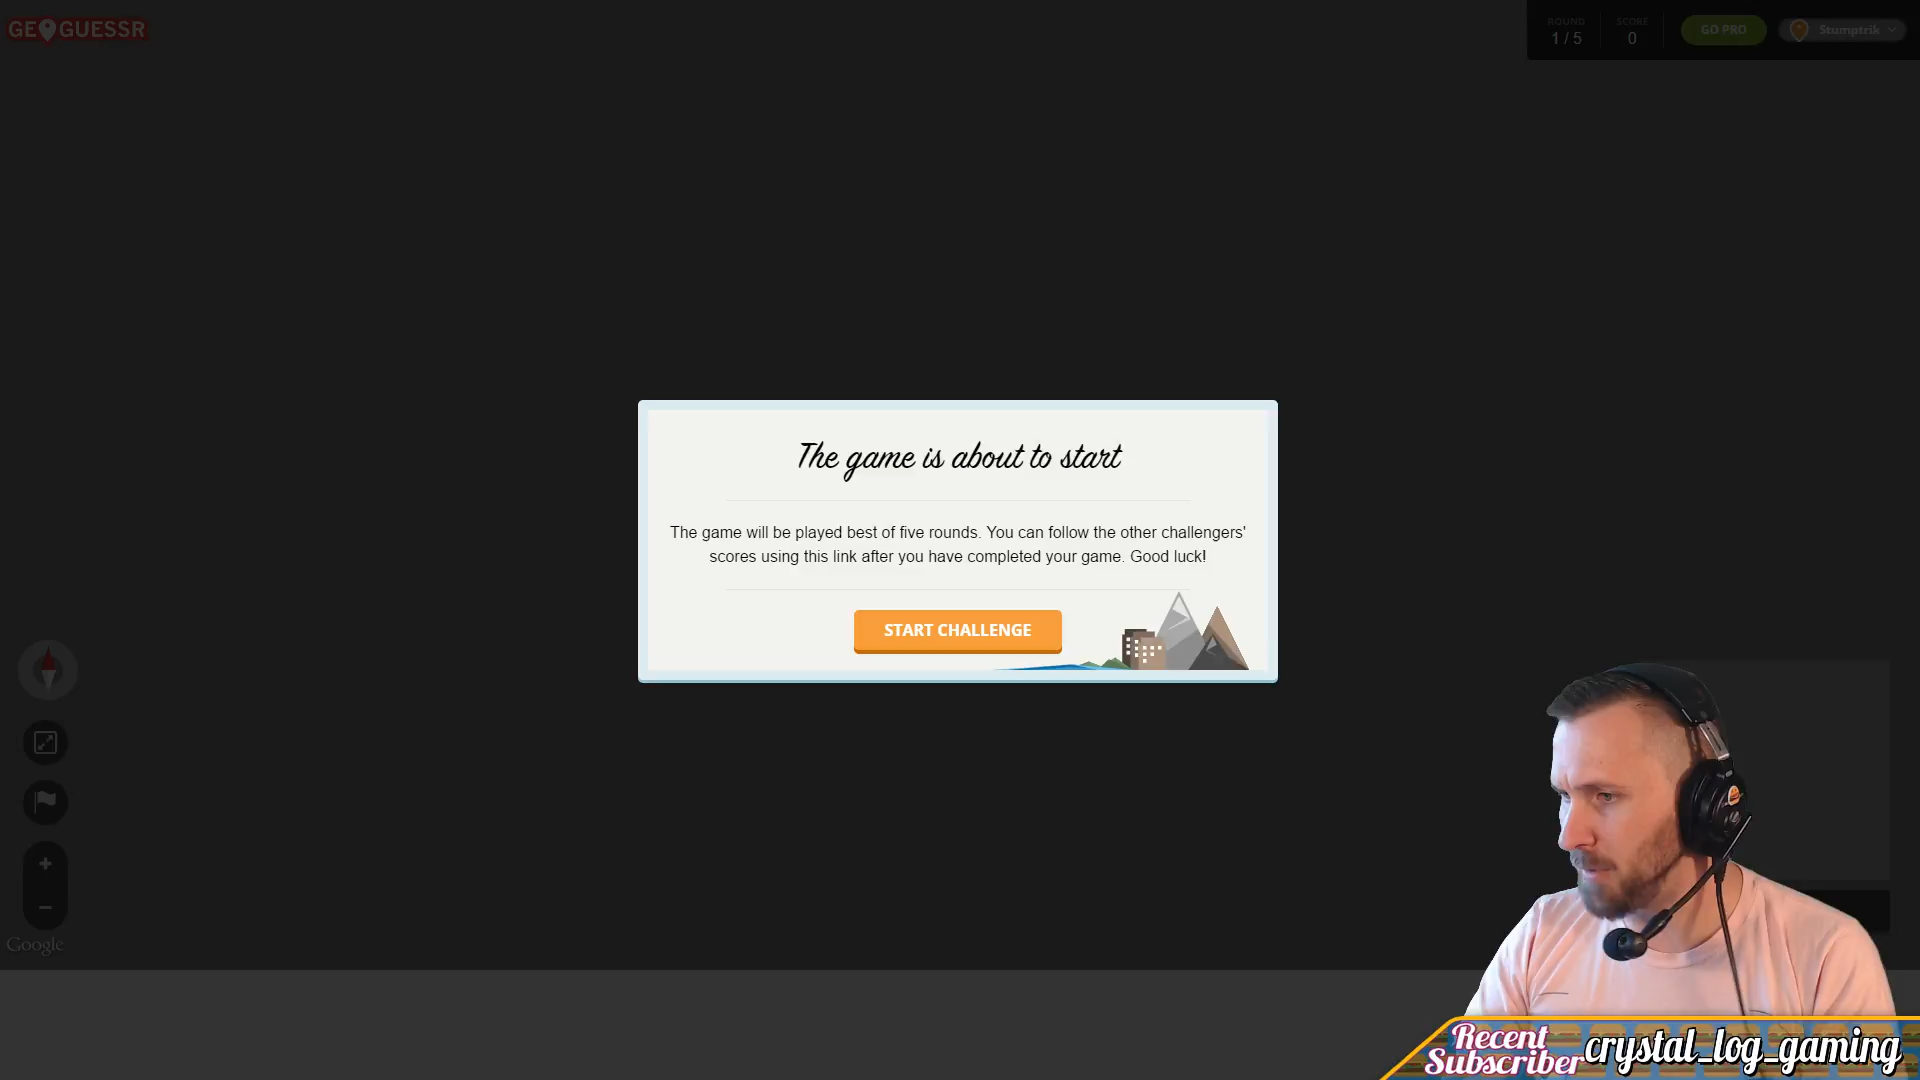 GEOGUESSR
ROUND
1 / 5
SCORE
0
GO PRO
Stumptrik
The game is about to start
The game will be played best of five rounds. You can follow the other challengers'
scores using this link after you have completed your game. Good luck!
START CHALLENGE
Google
Recent
Subscriber
crystal_log_gaming